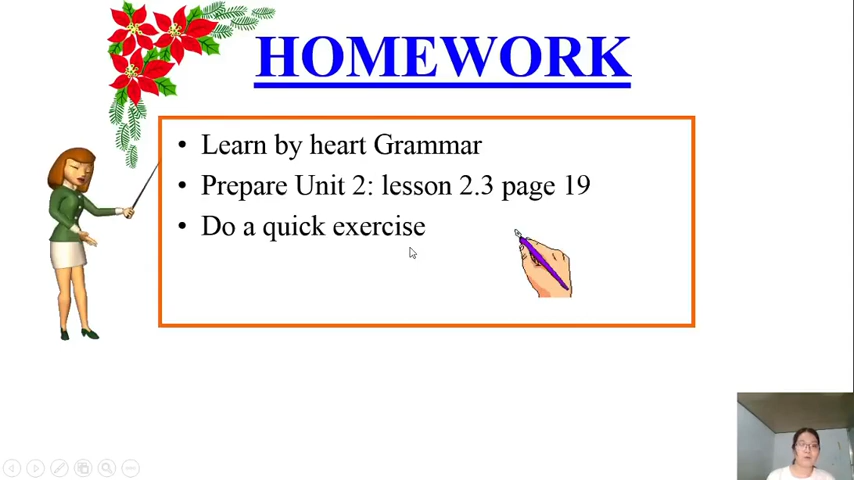 HOMEWORK
• Learn by heart Grammar
• Prepare Unit 2: lesson 2.3 page 19
• Do a quick exercise